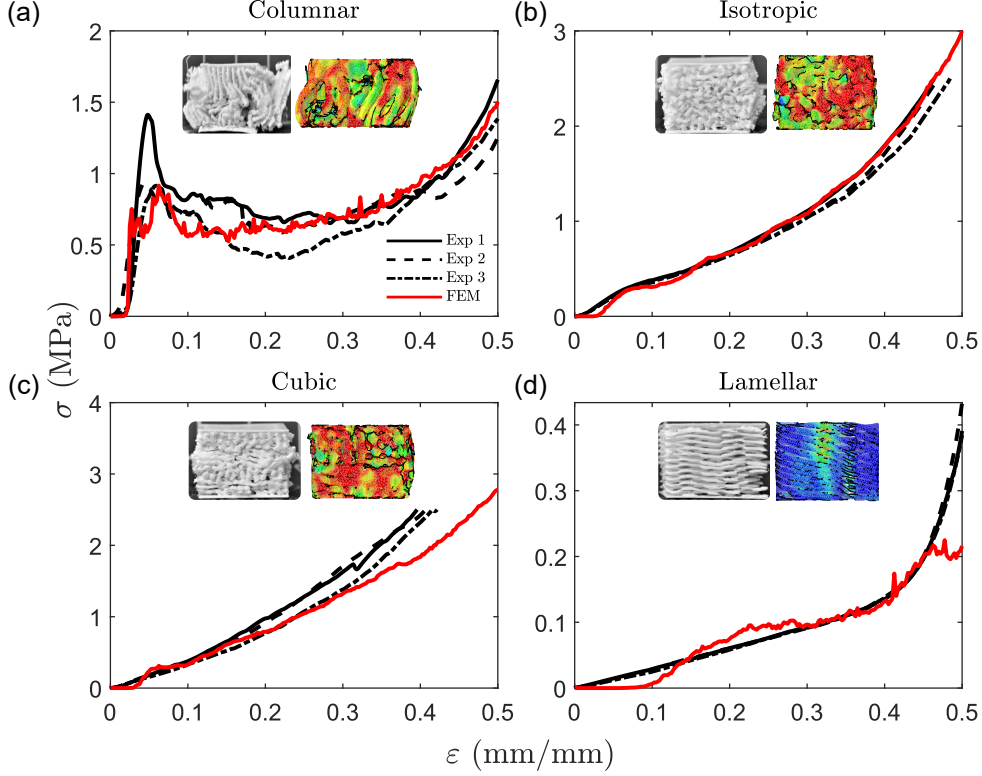 (a)
Columnar
2
1.5
1
0.5
0
0 0.1 0.2 0.3 0.4 0.5
Exp 1
Exp 2
Exp 3
FEM
(b)
Isotropic
3
2
1
0
0 0.1 0.2 0.3 0.4 0.5
σ (MPa)
(c)
Cubic
4
3
2
1
0
0 0.1 0.2 0.3 0.4 0.5
(d)
Lamellar
0.4
0.3
0.2
0.1
0
0 0.1 0.2 0.3 0.4 0.5
ε (mm/mm)